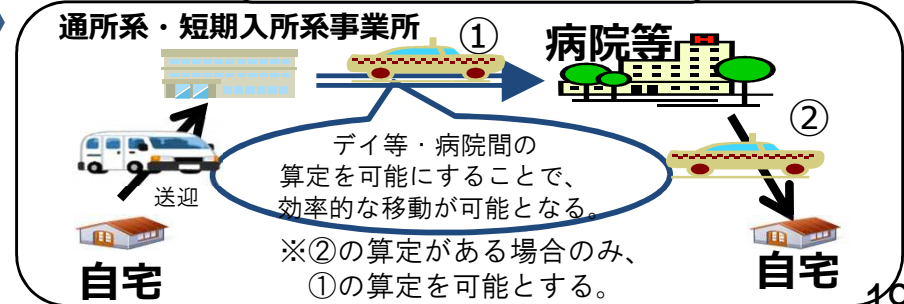 通所系・短期入所系事業所
①
病院等
②
デイ等・病院間の
算定を可能にすることで、
効率的な移動が可能となる。
送迎
※②の算定がある場合のみ、
①の算定を可能とする。
自宅
自宅